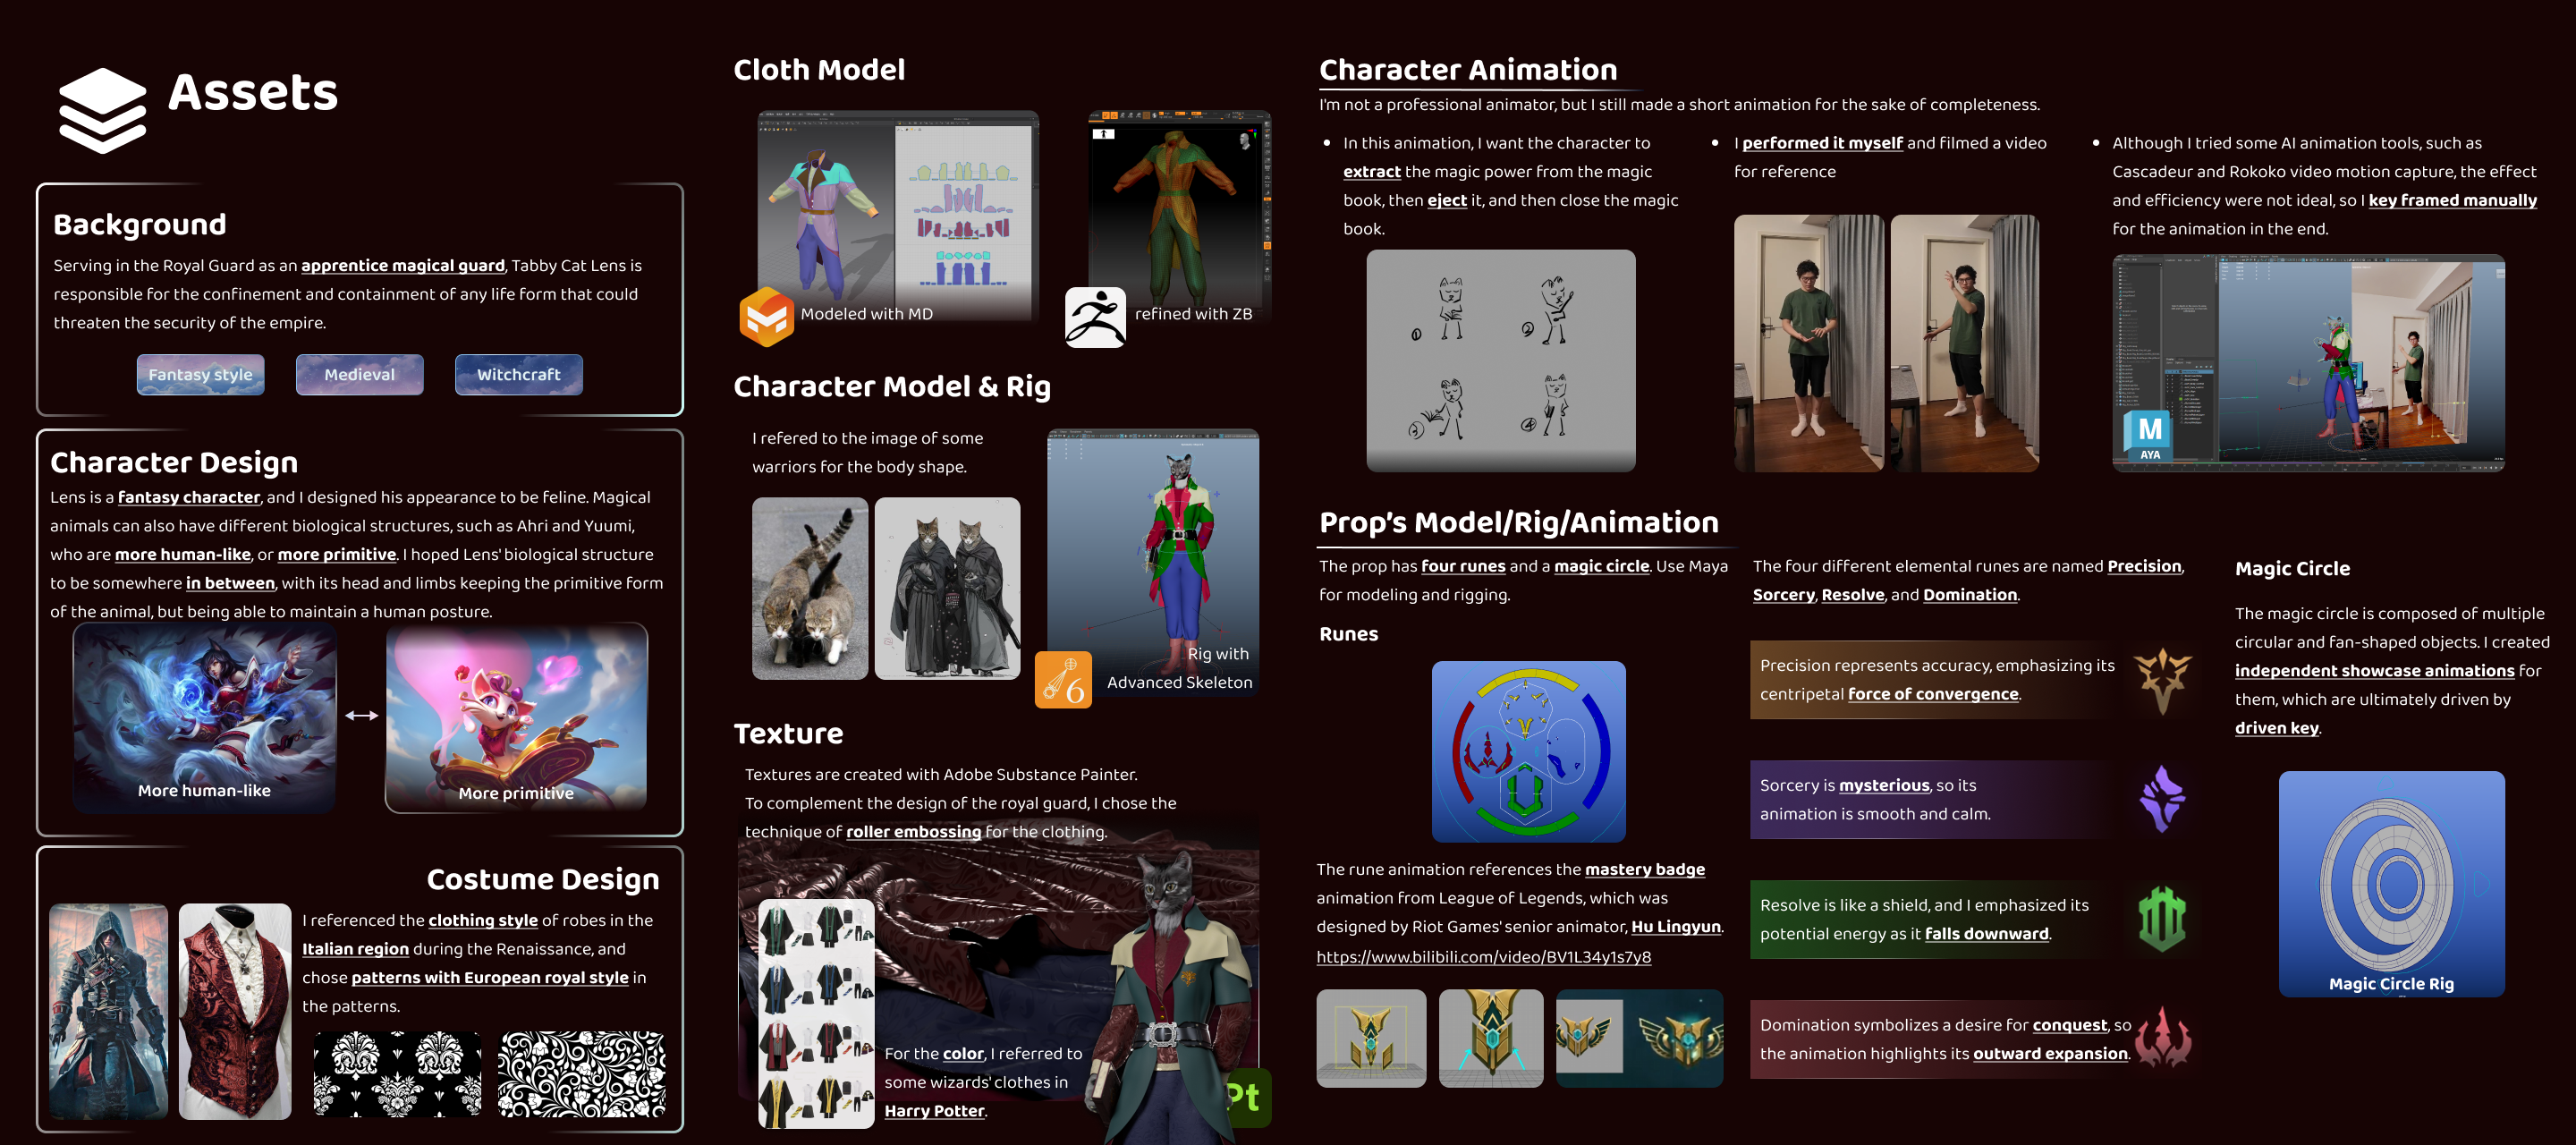 Assets
Background
Serving in the Royal Guard as an apprentice magical guard, Tabby Cat Lens is
responsible for the confinement and containment of any life form that could
threaten the security of the empire.
Fantasy style
Medieval
Witchcraft
Character Design
Lens is a fantasy character, and I designed his appearance to be feline. Magical
animals can also have different biological structures, such as Ahri and Yuumi,
who are more human-like, or more primitive. I hoped Lens' biological structure
to be somewhere in between, with its head and limbs keeping the primitive form
of the animal, but being able to maintain a human posture.
More human-like
More primitive
Costume Design
I referenced the clothing style of robes in the
Italian region during the Renaissance, and
chose patterns with European royal style in
the patterns.
Cloth Model
Modeled with MD
refined with ZB
Character Model & Rig
I refered to the image of some
warriors for the body shape.
Rig with
Advanced Skeleton
6
Texture
Textures are created with Adobe Substance Painter.
To complement the design of the royal guard, I chose the
technique of roller embossing for the clothing.
For the color, I referred to
some wizards' clothes in
Harry Potter.
Pt
Character Animation
I'm not a professional animator, but I still made a short animation for the sake of completeness.
• In this animation, I want the character to
extract the magic power from the magic
book, then eject it, and then close the magic
book.
① ②
③ ④
• I performed it myself and filmed a video
for reference
• Although I tried some AI animation tools, such as
Cascadeur and Rokoko video motion capture, the effect
and efficiency were not ideal, so I key framed manually
for the animation in the end.
M
AYA
Prop's Model/Rig/Animation
The prop has four runes and a magic circle. Use Maya
for modeling and rigging.
Runes
The rune animation references the mastery badge
animation from League of Legends, which was
designed by Riot Games' senior animator, Hu Lingyun.
https://www.bilibili.com/video/BV1L34y1s7y8
The four different elemental runes are named Precision,
Sorcery, Resolve, and Domination.
Precision represents accuracy, emphasizing its
centripetal force of convergence.
Sorcery is mysterious, so its
animation is smooth and calm.
Resolve is like a shield, and I emphasized its
potential energy as it falls downward.
Domination symbolizes a desire for conquest, so
the animation highlights its outward expansion.
Magic Circle
The magic circle is composed of multiple
circular and fan-shaped objects. I created
independent showcase animations for
them, which are ultimately driven by
driven key.
Magic Circle Rig